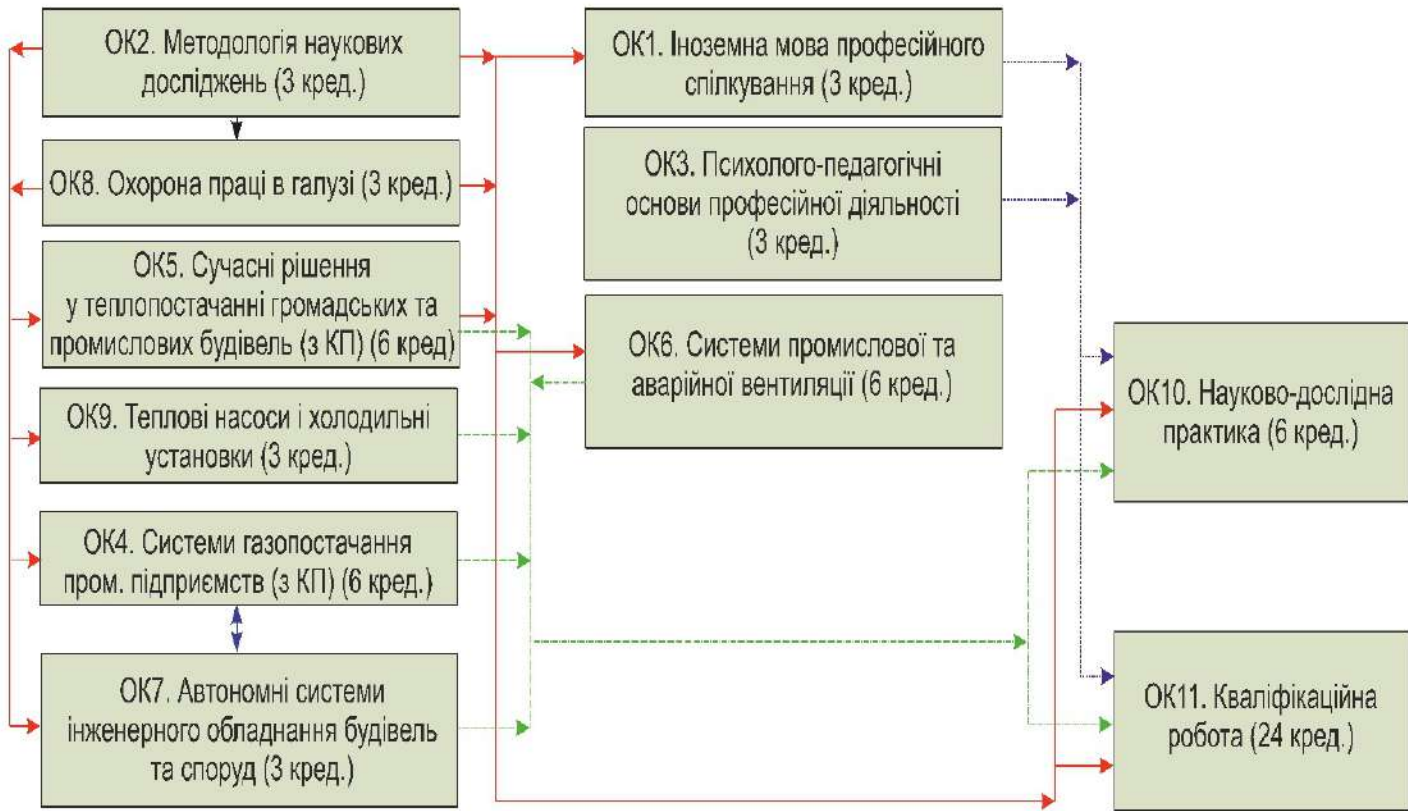 ОК2. Методологія наукових
досліджень (3 кред.)
ОК8. Охорона праці в галузі (3 кред.)
ОК5. Сучасні рішення
у теплопостачанні громадських та
промислових будівель (з КП) (6 кред)
ОК9. Теплові насоси і холодильні
установки (3 кред.)
ОК4. Системи газопостачання
пром. підприємств (з КП) (6 кред.)
ОК7. Автономні системи
інженерного обладнання будівель
та споруд (3 кред.)
ОК1. Іноземна мова професійного
спілкування (3 кред.)
ОК3. Психолого-педагогічні
основи професійної діяльності
(3 кред.)
ОК6. Системи промислової та
аварійної вентиляції (6 кред.)
ОК10. Науково-дослідна
практика (6 кред.)
ОК11. Кваліфікаційна
робота (24 кред.)